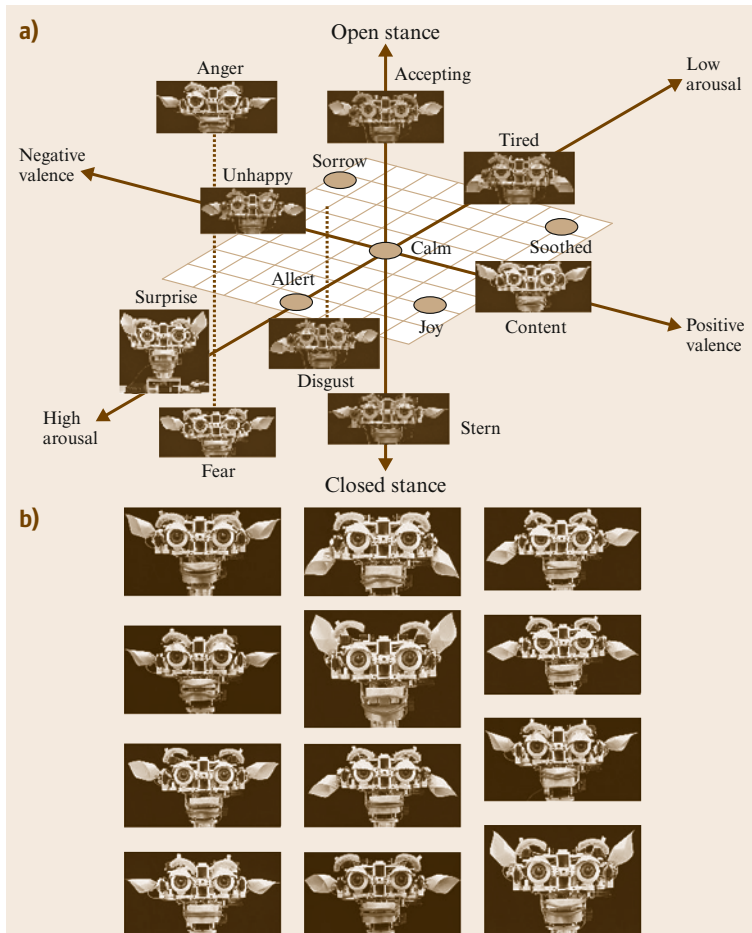 a)
Open stance
Anger
Accepting
Low
arousal
Negative
valence
Unhappy
Sorrow
Tired
Calm
Soothed
Allert
Surprise
Joy
Content
Positive
valence
Disgust
High
arousal
Fear
Stern
Closed stance
b)